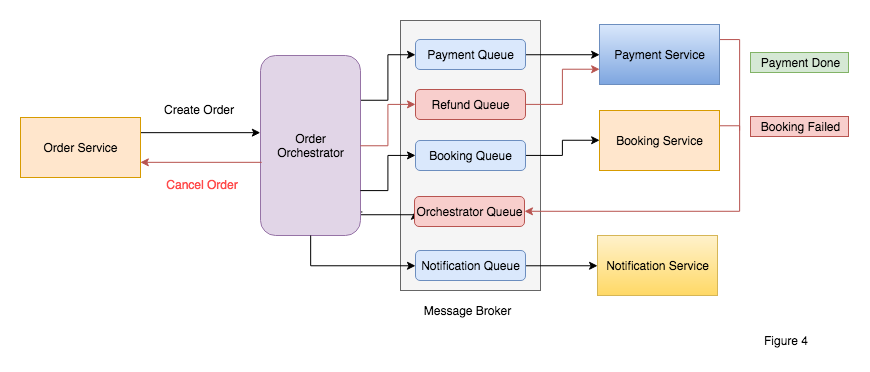 Payment Queue
Payment Service
Payment Done
Refund Queue
Create Order
Booking Failed
Order Service
Order
Orchestrator
Booking Queue
Booking Service
Cancel Order
Orchestrator Queue
Notification Queue
Notification Service
Message Broker
Figure 4